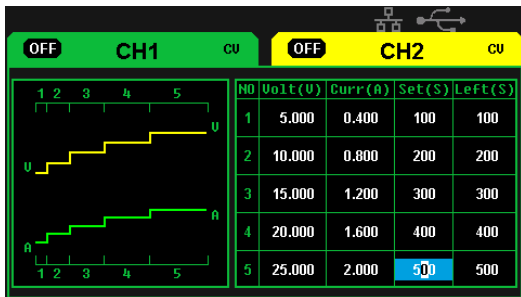 OFF CH1 CV OFF CH2 CV
1 2 3 4 5
V
V
A
A
1 2 3 4 5
NO Volt(V) Curr(A) Set(S) Left(S)
1 5.000 0.400 100 100
2 10.000 0.800 200 200
3 15.000 1.200 300 300
4 20.000 1.600 400 400
5 25.000 2.000 500 500